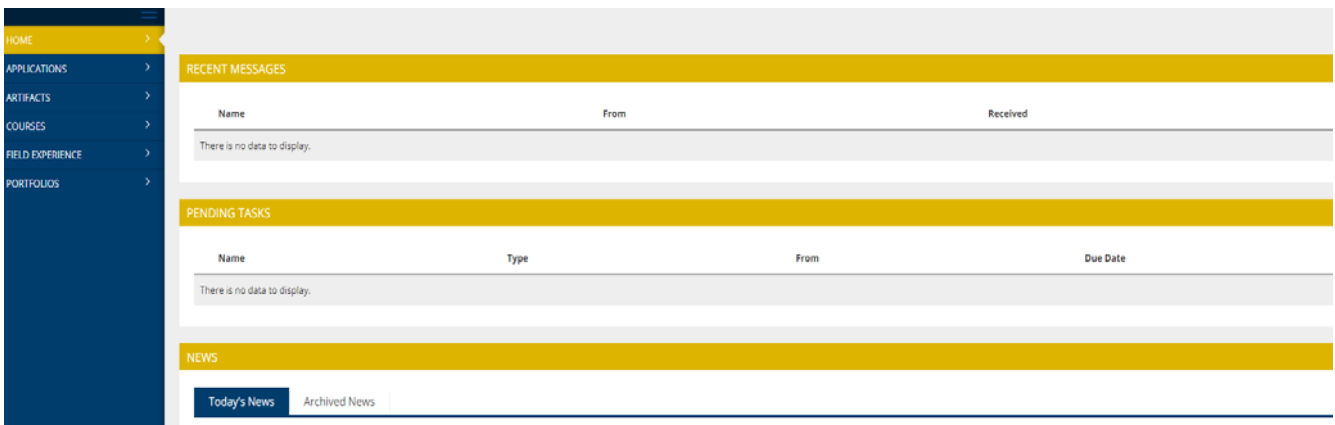 HOME
APPLICATIONS
ARTIFACTS
COURSES
FIELD EXPERIENCE
PORTFOLIOS
RECENT MESSAGES
Name From Received
There is no data to display.
PENDING TASKS
Name Type From Due Date
There is no data to display.
NEWS
Today's News Archived News